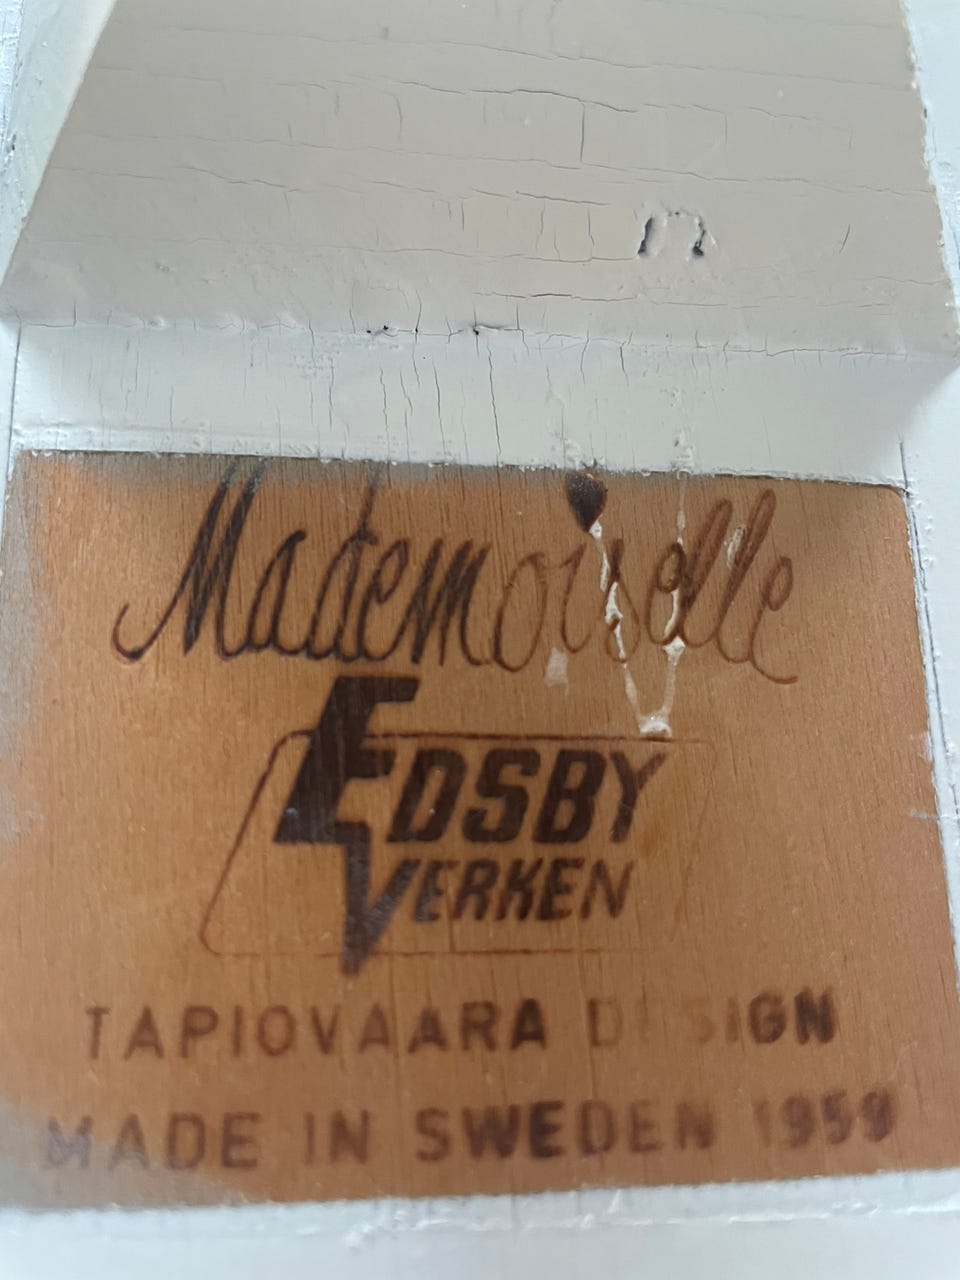 Mademoiselle
EDSBY
VERKEN
TAPIOVAARA DESIGN
MADE IN SWEDEN 1959